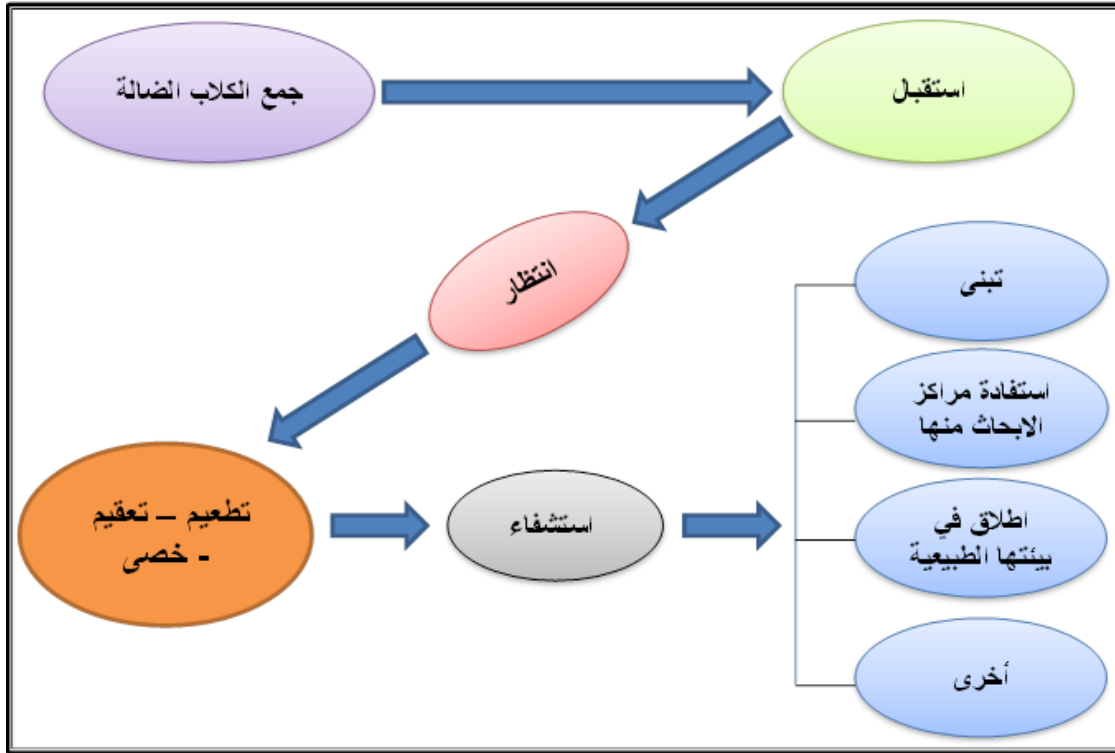 جمع الكلاب الضالة
استقبال
انتظار
تطعيم – تعقيم
- خصى
استشفاء
تبنى
استفادة مراكز
الابحاث منها
اطلاق في
بيئتها الطبيعية
أخرى